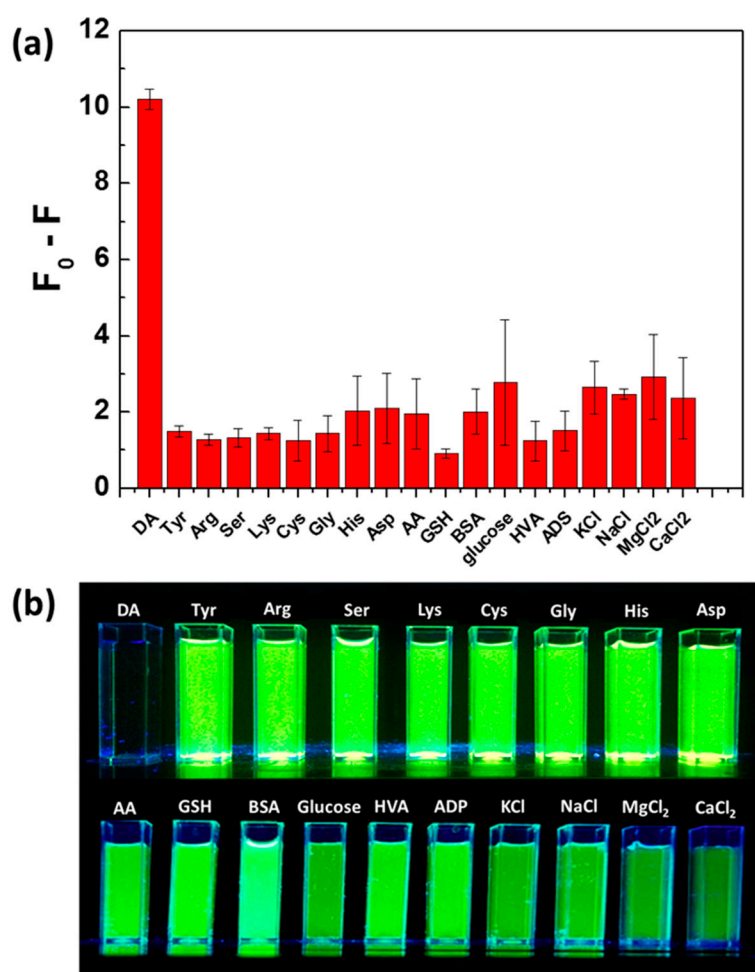 (a)
12
10
8
6
4
2
0
F₀ - F
DA Tyr Arg Ser Lys Cys Gly His Asp AA GSH BSA glucose HVA ADS KCl NaCl MgCl2 CaCl2
(b)
DA Tyr Arg Ser Lys Cys Gly His Asp
AA GSH BSA Glucose HVA ADP KCl NaCl MgCl₂ CaCl₂